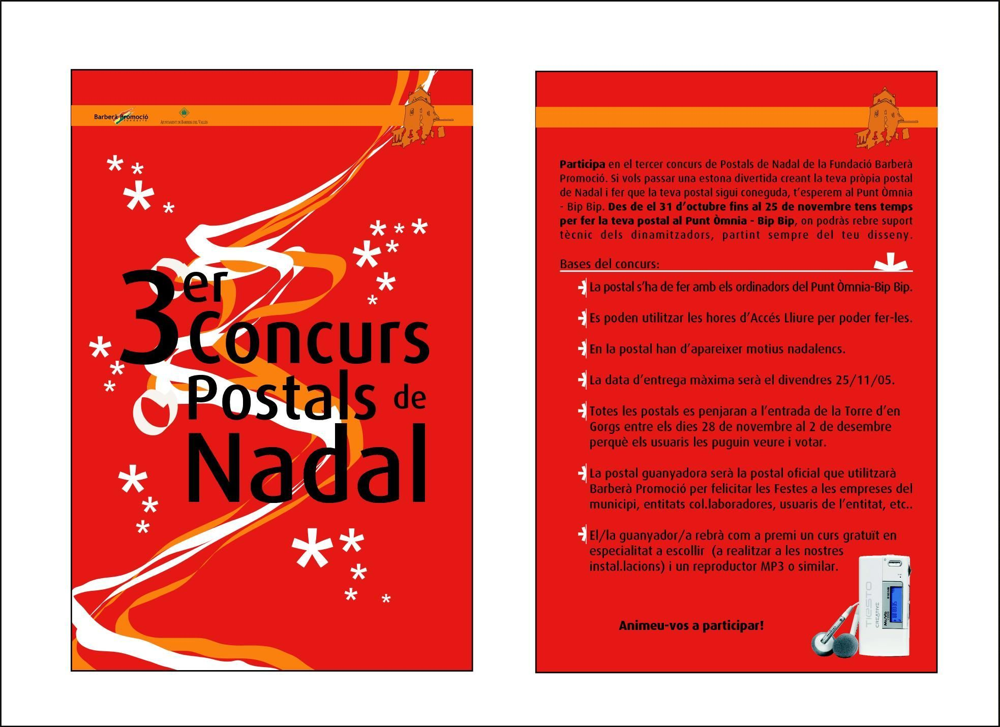 Barberà Promoció
fundació
Ajuntament de Barberà del Vallès
3er
Concurs
Postals de
Nadal
Participa en el tercer concurs de Postals de Nadal de la Fundació Barberà
Promoció. Si vols passar una estona divertida creant la teva pròpia postal
de Nadal i fer que la teva postal sigui coneguda, t'esperem al Punt Òmnia
- Bip Bip. Des de el 31 d'octubre fins al 25 de novembre tens temps
per fer la teva postal al Punt Òmnia - Bip Bip, on podràs rebre suport
tècnic dels dinamitzadors, partint sempre del teu disseny.
Bases del concurs:
La postal s'ha de fer amb els ordinadors del Punt Òmnia-Bip Bip.
Es poden utilitzar les hores d'Accés Lliure per poder fer-les.
En la postal han d'apareixer motius nadalencs.
La data d'entrega màxima serà el divendres 25/11/05.
Totes les postals es penjaran a l'entrada de la Torre d'en
Gorgs entre els dies 28 de novembre al 2 de desembre
perquè els usuaris les puguin veure i votar.
La postal guanyadora serà la postal oficial que utilitzarà
Barberà Promoció per felicitar les Festes a les empreses del
municipi, entitats col.laboradores, usuaris de l'entitat, etc..
El/la guanyador/a rebrà com a premi un curs gratuït en
especialitat a escollir (a realitzar a les nostres
instal.lacions) i un reproductor MP3 o similar.
Animeu-vos a participar!
TIËSTO
CREATIVE
MuVo
V200
512MB